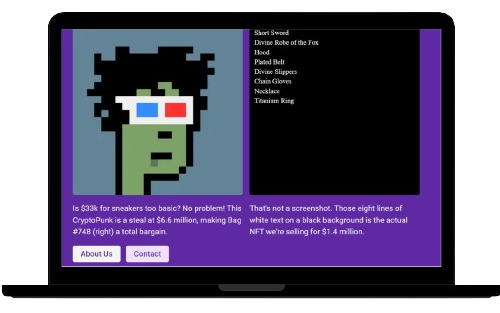 Short Sword
Divine Robe of the Fox
Hood
Plated Belt
Divine Slippers
Chain Gloves
Necklace
Titanium Ring
Is $33k for sneakers too basic? No problem! This
CryptoPunk is a steal at $6.6 million, making Bag
#748 (right) a total bargain.
That's not a screenshot. Those eight lines of
white text on a black background is the actual
NFT we're selling for $1.4 million.
About Us
Contact